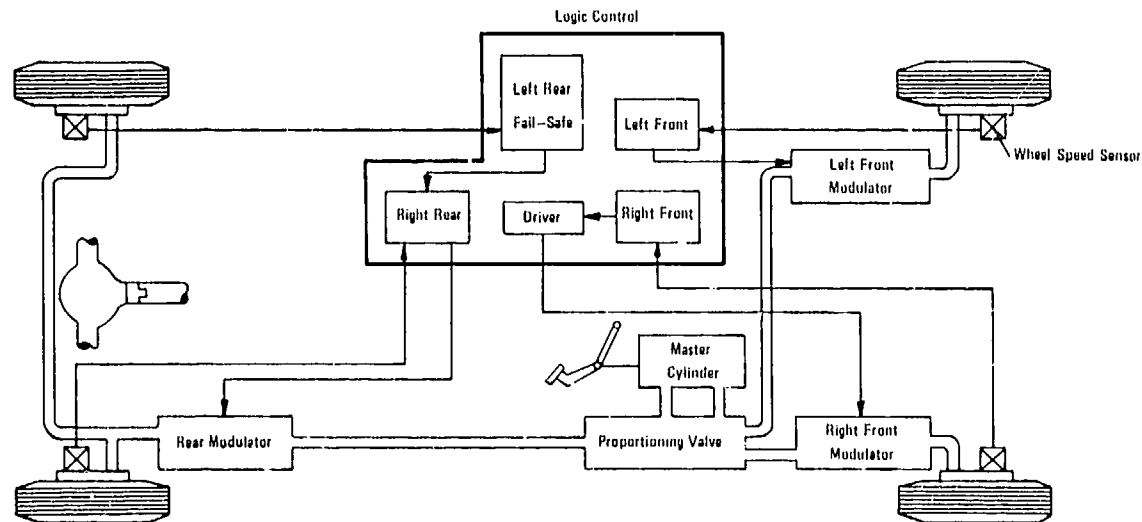 Logic Control
Left Rear
Fail-Safe
Left Front
Wheel Speed Sensor
Left Front
Modulator
Right Rear
Driver
Right Front
Master
Cylinder
Rear Modulator
Proportioning Valve
Right Front
Modulator